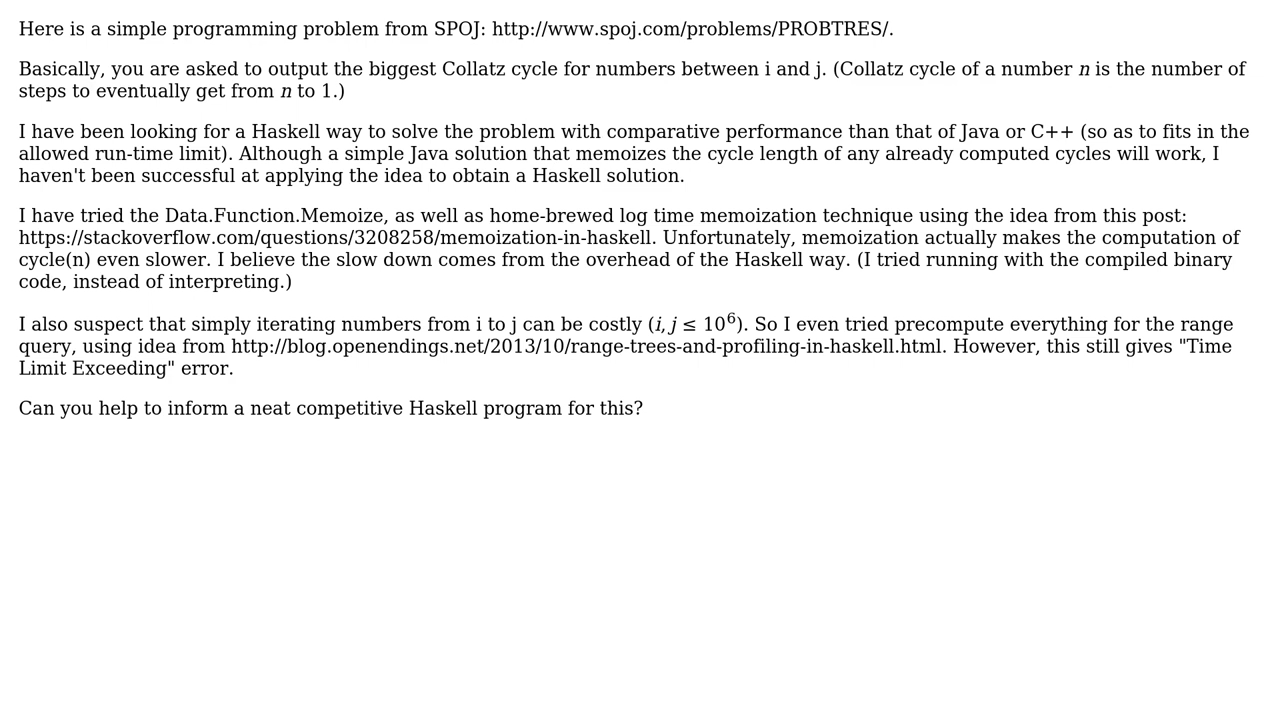 Here is a simple programming problem from SPOJ: http://www.spoj.com/problems/PROBTRES/.
Basically, you are asked to output the biggest Collatz cycle for numbers between i and j. (Collatz cycle of a number n is the number of
steps to eventually get from n to 1.)
I have been looking for a Haskell way to solve the problem with comparative performance than that of Java or C++ (so as to fits in the
allowed run-time limit). Although a simple Java solution that memoizes the cycle length of any already computed cycles will work, I
haven't been successful at applying the idea to obtain a Haskell solution.
I have tried the Data.Function.Memoize, as well as home-brewed log time memoization technique using the idea from this post:
https://stackoverflow.com/questions/3208258/memoization-in-haskell. Unfortunately, memoization actually makes the computation of
cycle(n) even slower. I believe the slow down comes from the overhead of the Haskell way. (I tried running with the compiled binary
code, instead of interpreting.)
I also suspect that simply iterating numbers from i to j can be costly (i, j ≤ 10⁶). So I even tried precompute everything for the range
query, using idea from http://blog.openendings.net/2013/10/range-trees-and-profiling-in-haskell.html. However, this still gives "Time
Limit Exceeding" error.
Can you help to inform a neat competitive Haskell program for this?